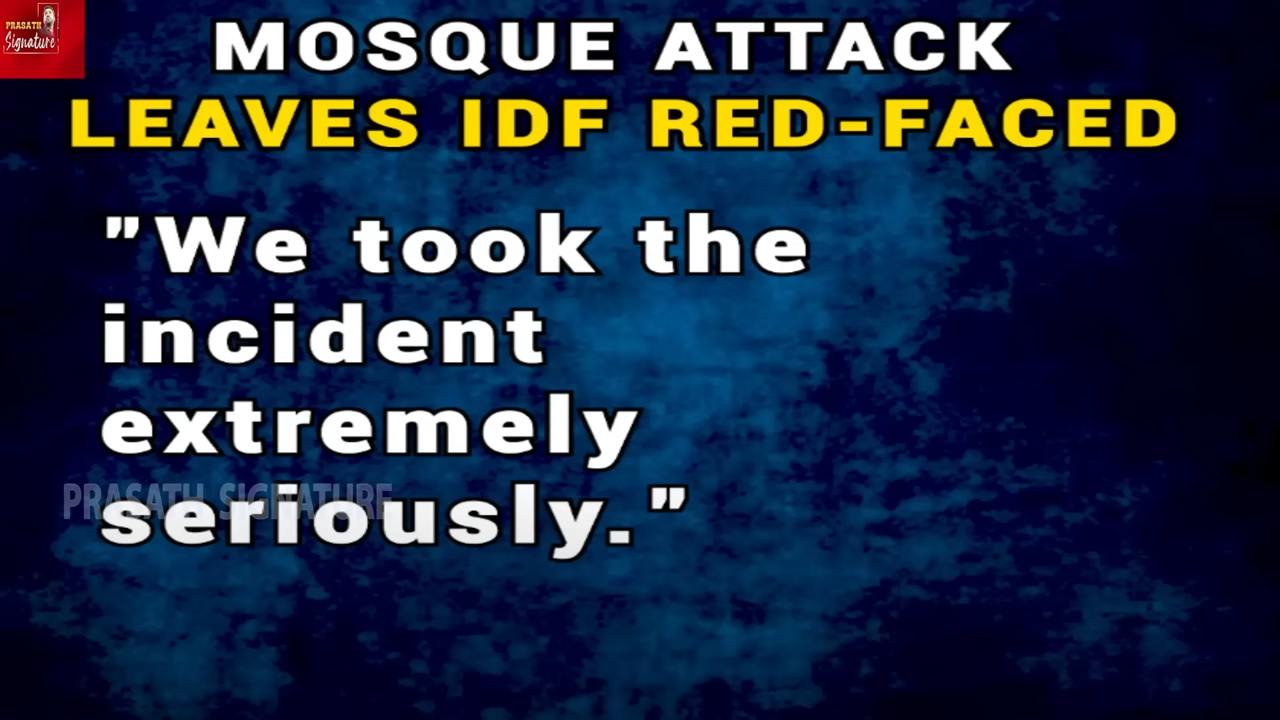 PRASATH
Signature
MOSQUE ATTACK
LEAVES IDF RED-FACED
"We took the
incident
extremely
seriously."
PRASATH SIGNATURE